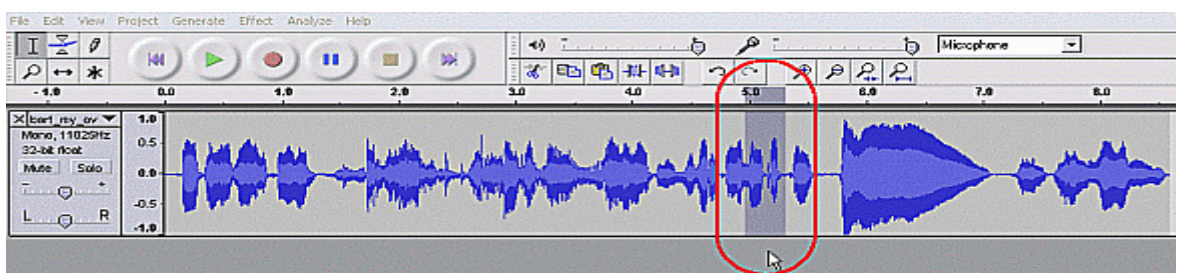 File Edit View Project Generate Effect Analyze Help
Microphone
- 1.0 0.0 1.0 2.0 3.0 4.0 5.0 6.0 7.0 8.0
X bart_my_ov
Mono, 11025Hz
32-bit float
Mute Solo
- +
L R
1.0
0.5
0.0
-0.5
-1.0